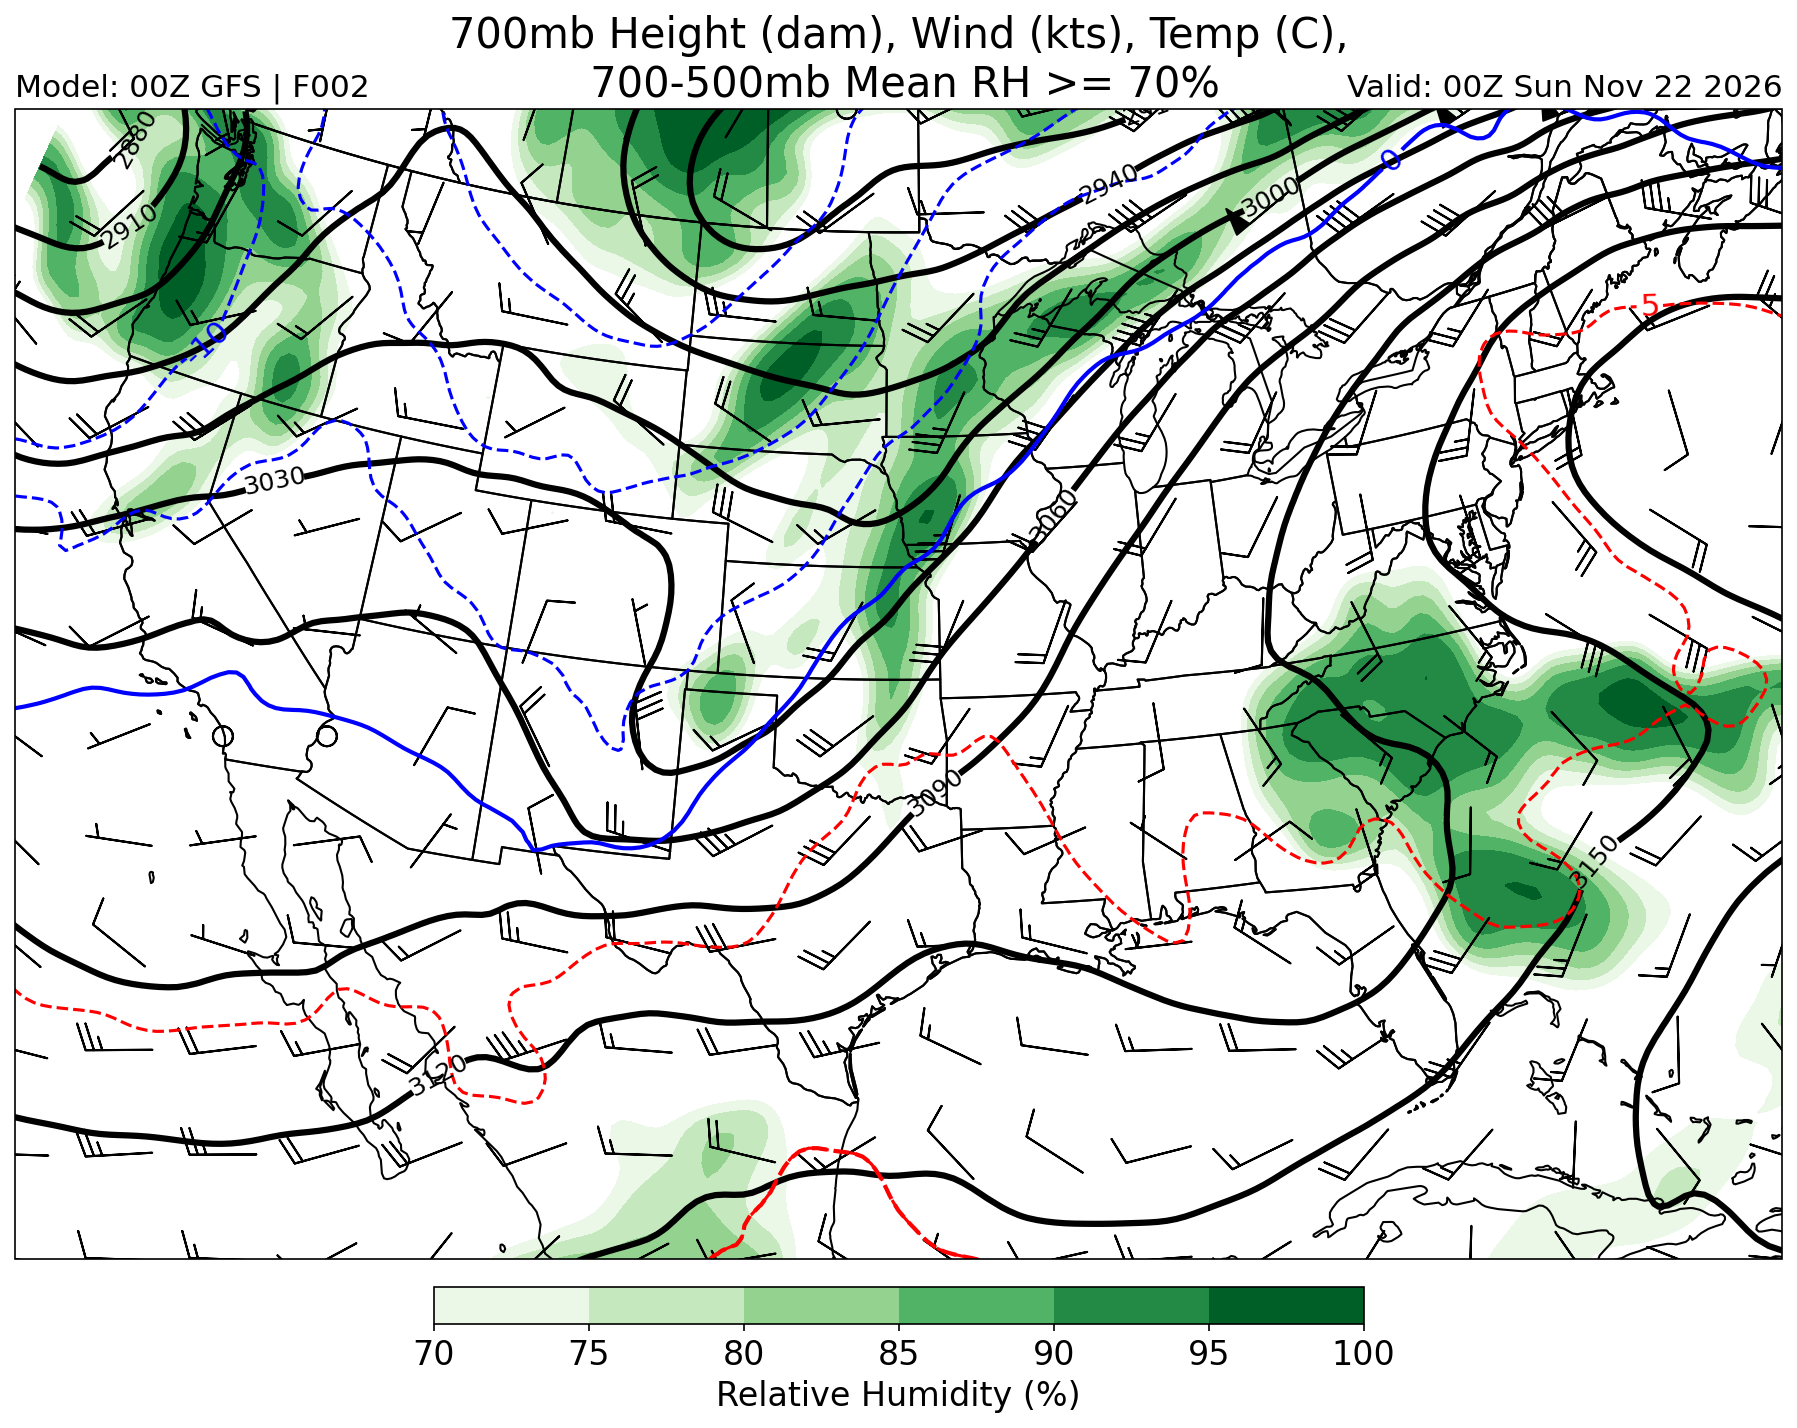 700mb Height (dam), Wind (kts), Temp (C),
Model: 00Z GFS | F002
700-500mb Mean RH >= 70%
Valid: 00Z Sun Nov 22 2026
2880
2910
2940
3000
0
5
-10
3030
3060
3090
3150
3120
70 75 80 85 90 95 100
Relative Humidity (%)